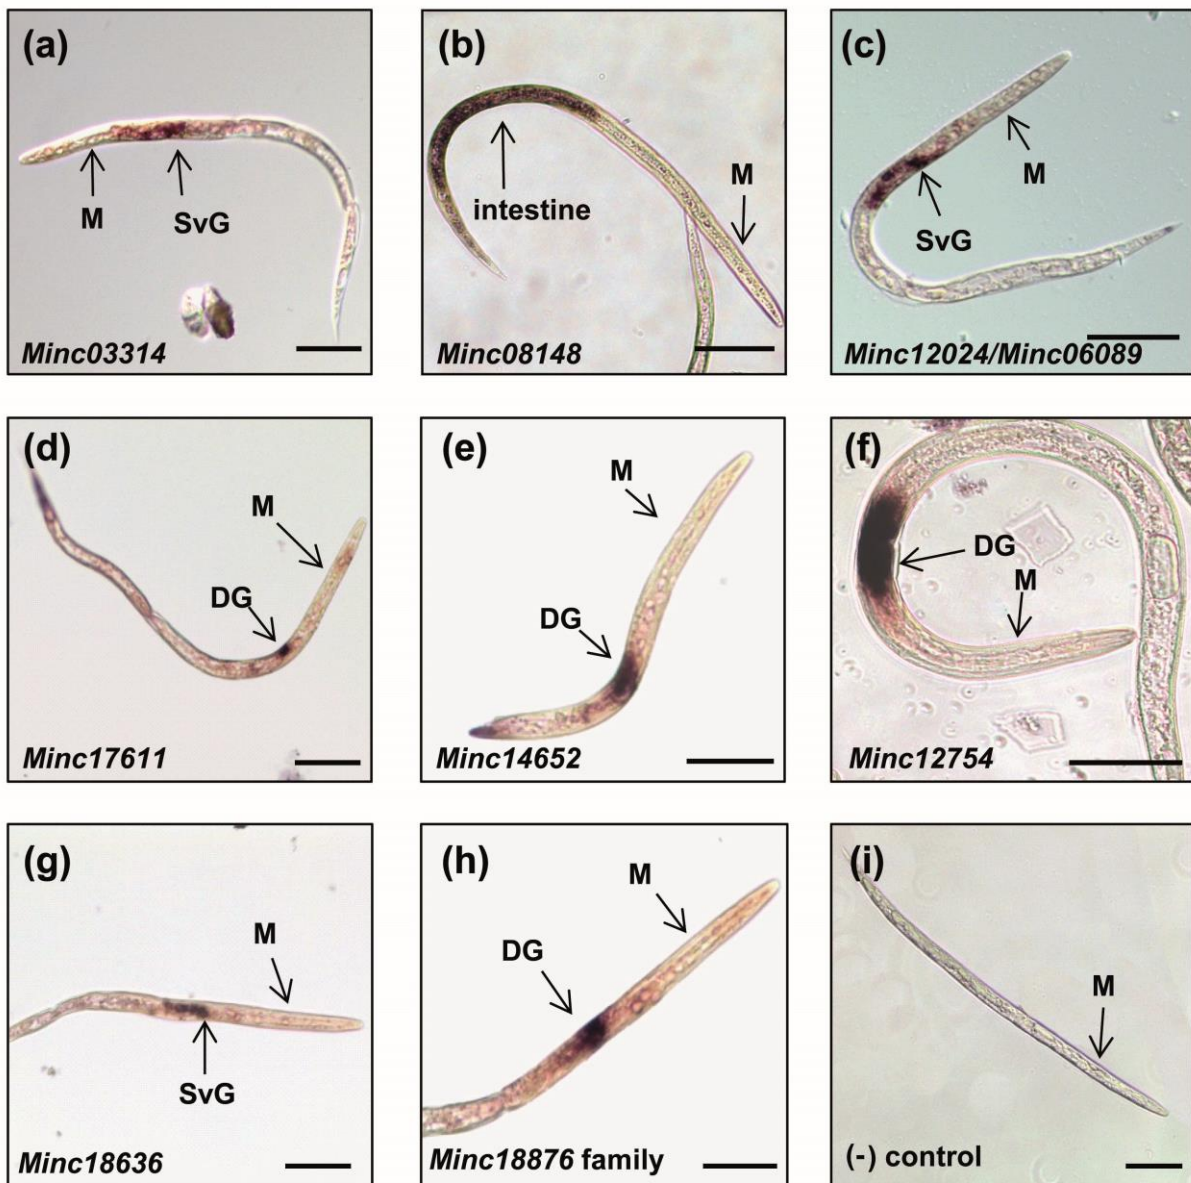 (a)
M
SvG
Minc03314
(b)
M
intestine
Minc08148
(c)
M
SvG
Minc12024/Minc06089
(d)
M
DG
Minc17611
(e)
M
DG
Minc14652
(f)
DG
M
Minc12754
(g)
M
SvG
Minc18636
(h)
M
DG
Minc18876 family
(i)
M
(-) control